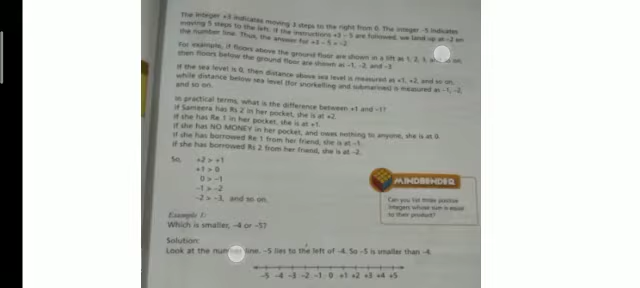 The integer +3 indicates moving 3 steps to the right from 0. The integer -5 indicates
moving 5 steps to the left. If the instructions +3 - 5 are followed, we land up at -2 on
the number line. Thus, the answer for +3 - 5 = -2
For example, if floors above the ground floor are shown in a lift as 1, 2, 3, and so on,
then floors below the ground floor are shown as -1, -2, and -3
If the sea level is 0, then distance above sea level is measured as +1, +2, and so on,
while distance below sea level (for snorkelling and submarines) is measured as -1, -2,
and so on.
In practical terms, what is the difference between +1 and -1?
If Sameera has Rs 2 in her pocket, she is at +2.
If she has Re 1 in her pocket, she is at +1.
If she has NO MONEY in her pocket, and owes nothing to anyone, she is at 0.
If she has borrowed Re 1 from her friend, she is at -1.
If she has borrowed Rs 2 from her friend, she is at -2.
So, +2 > +1
+1 > 0
0 > -1
-1 > -2
-2 > -3, and so on.
MINDBENDER
Can you list three positive
integers whose sum is equal
to their product?
Example 1:
Which is smaller, -4 or -5?
Solution:
Look at the number line. -5 lies to the left of -4. So -5 is smaller than -4.
-5 -4 -3 -2 -1 0 +1 +2 +3 +4 +5